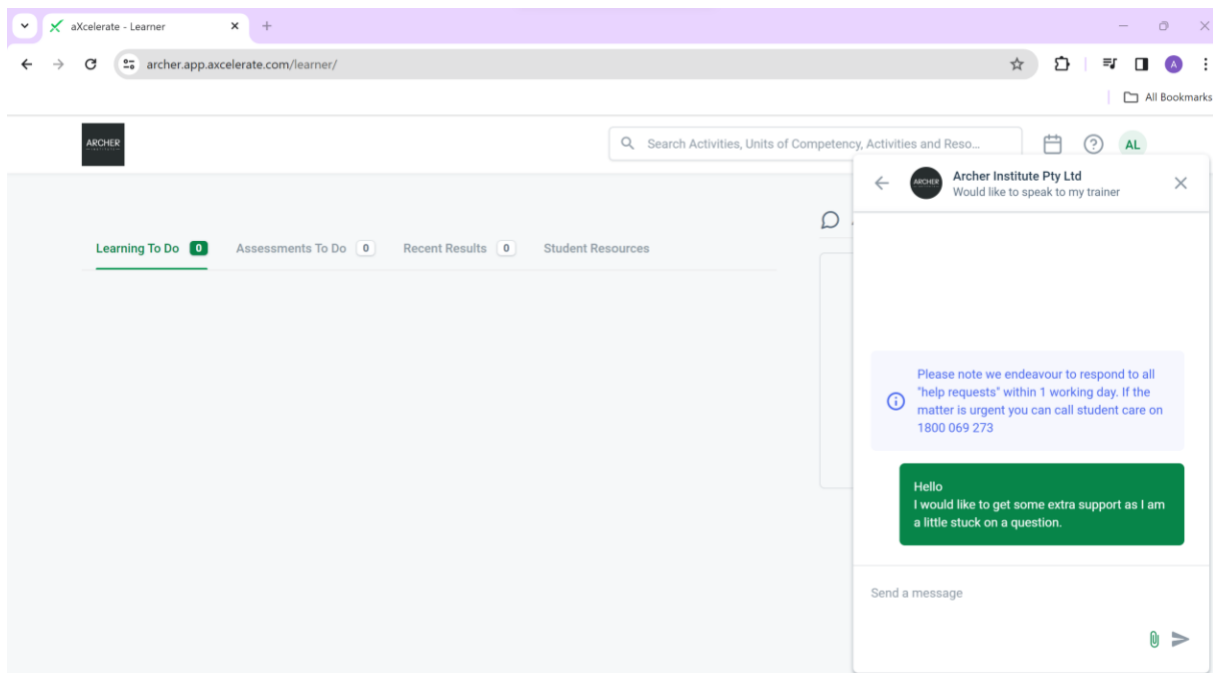 aXcelerate - Learner
archer.app.axcelerate.com/learner/
A
All Bookmarks
ARCHER
Search Activities, Units of Competency, Activities and Reso...
AL
ARCHER
Archer Institute Pty Ltd
Would like to speak to my trainer
Learning To Do 0
Assessments To Do 0
Recent Results 0
Student Resources
Please note we endeavour to respond to all
"help requests" within 1 working day. If the
matter is urgent you can call student care on
1800 069 273
Hello
I would like to get some extra support as I am
a little stuck on a question.
Send a message